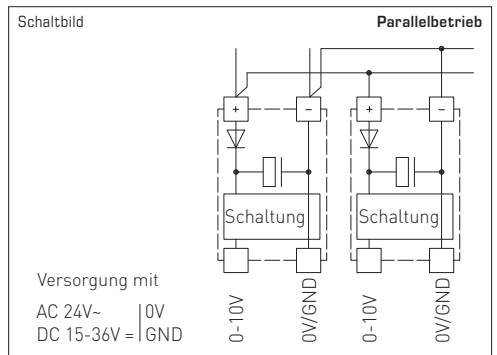 Schaltbild
Parallelbetrieb
+ − + −
Schaltung Schaltung
Versorgung mit
AC 24V~ 0V
DC 15-36V = GND
0-10V
0V/GND
0-10V
0V/GND